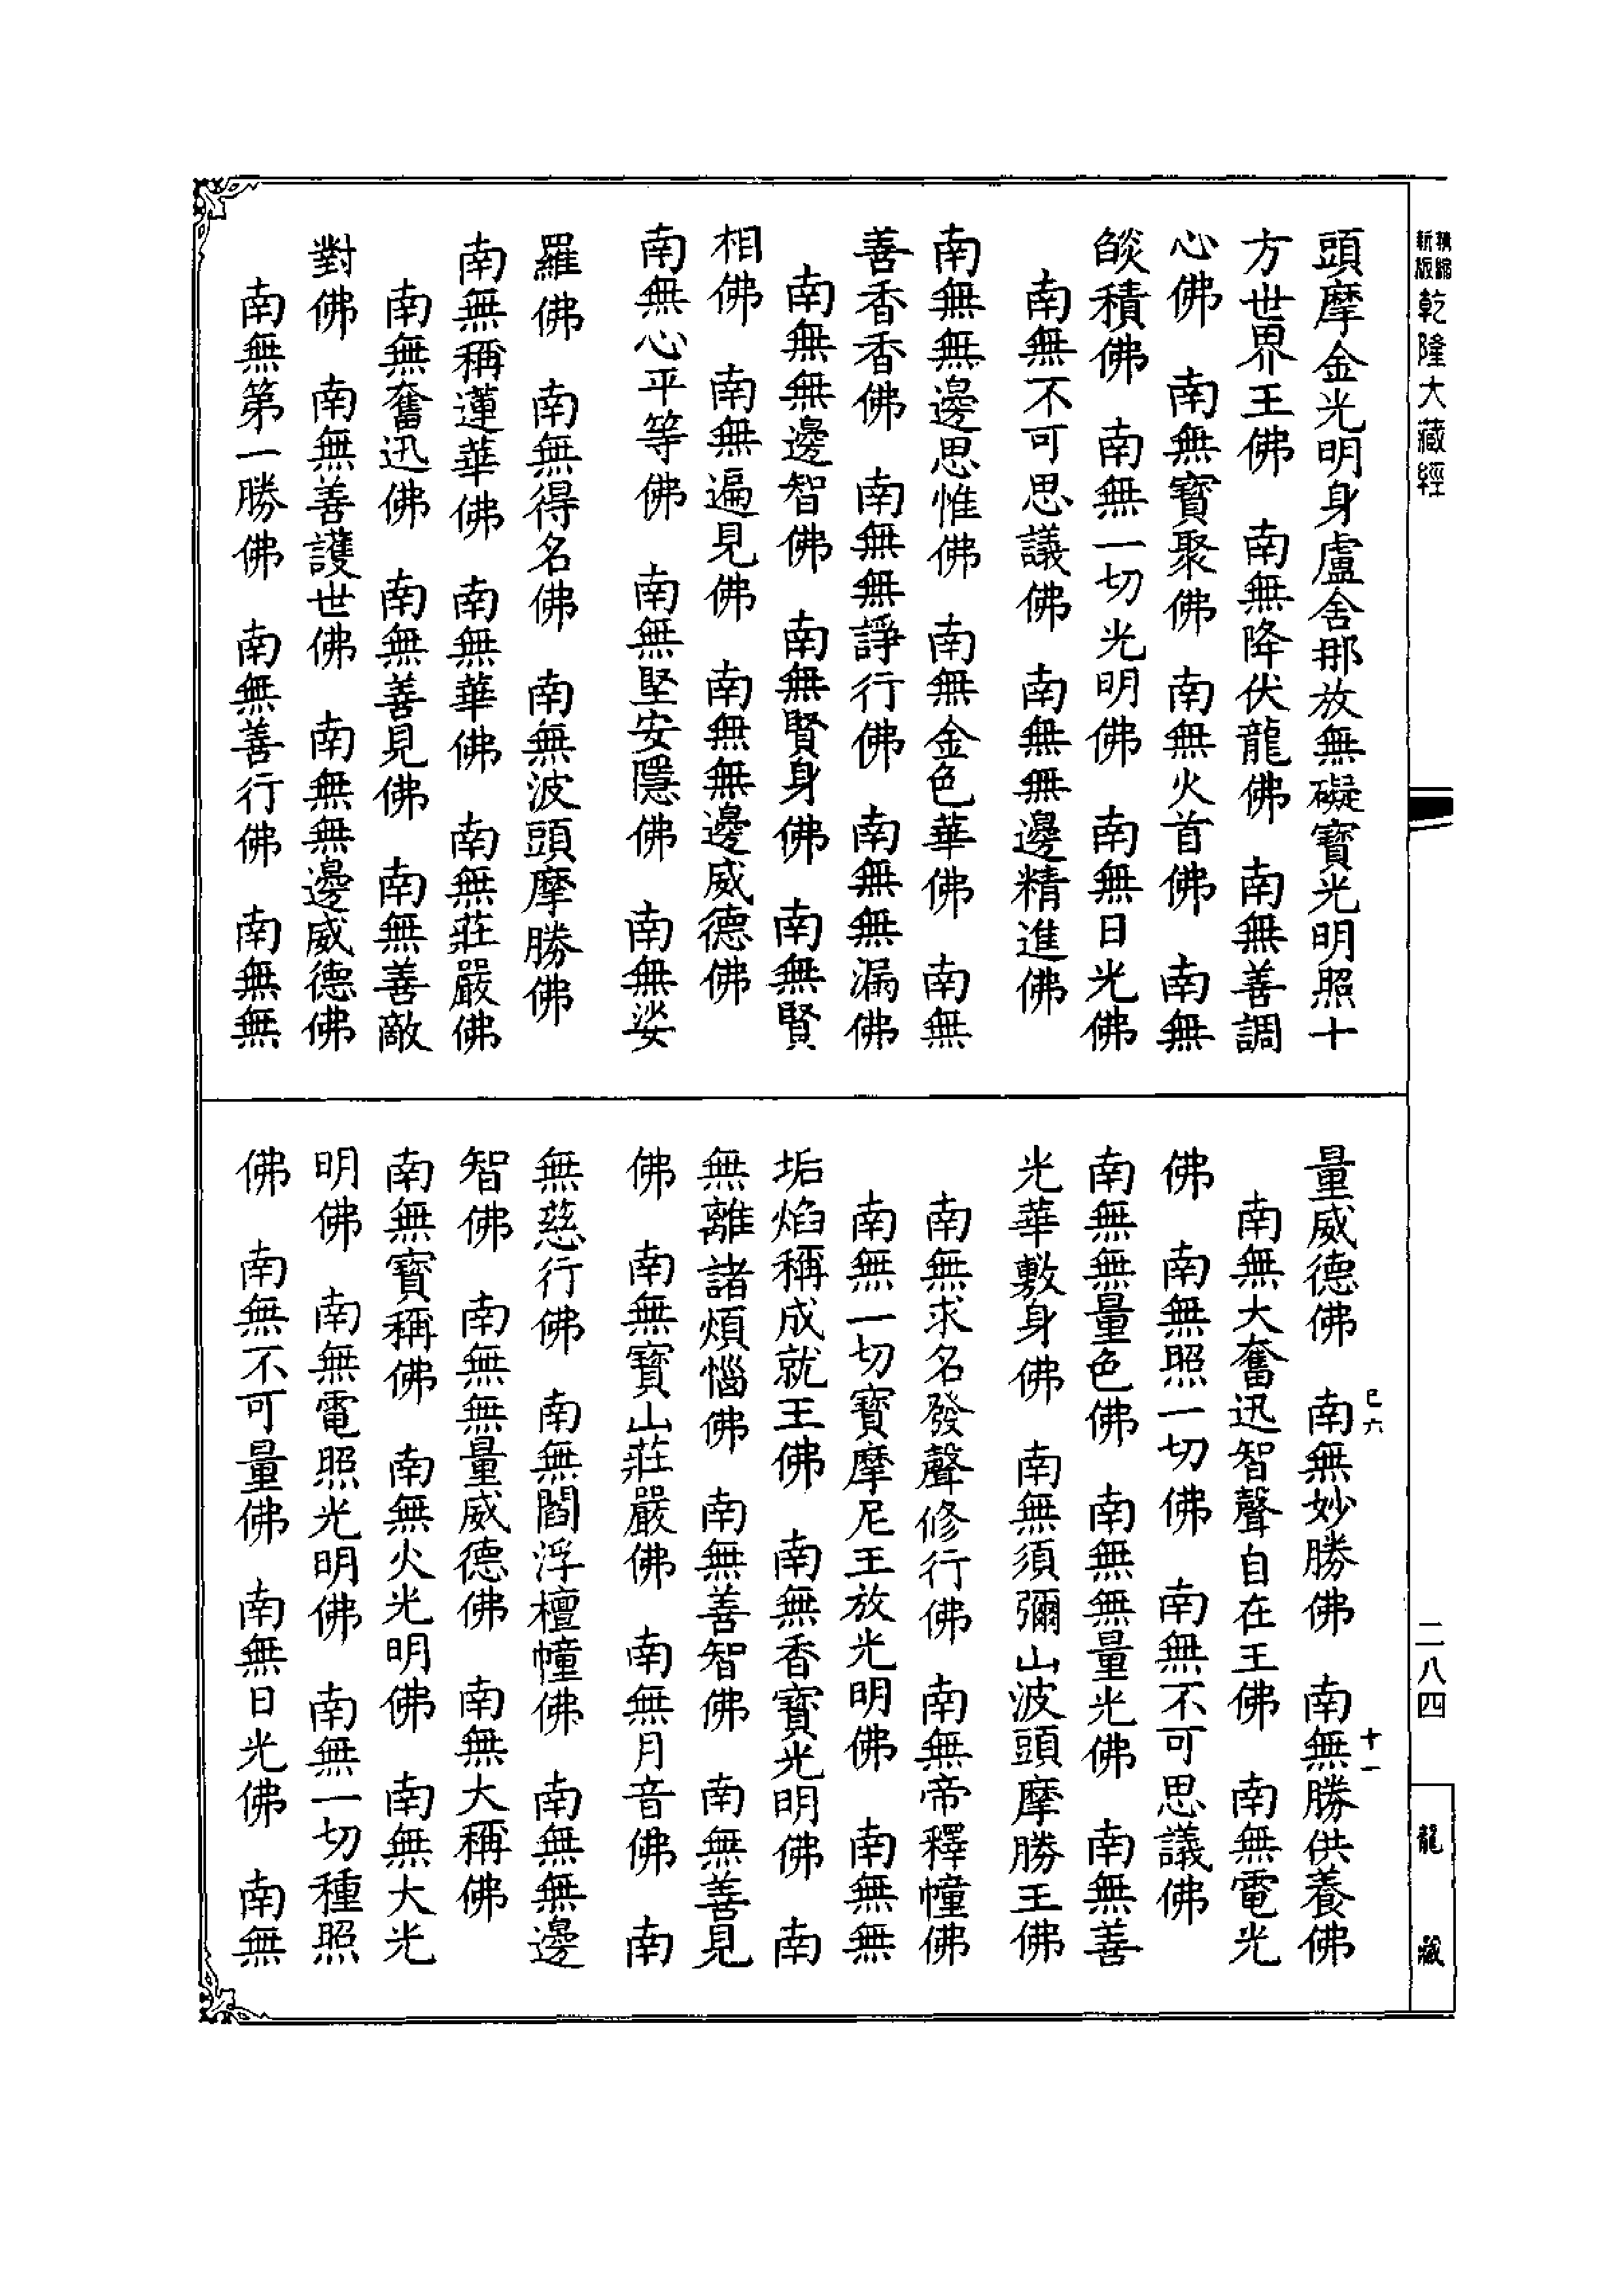 精縮新版乾隆大藏經
頭摩金光明身盧舍那放無礙寶光明照十
方世界王佛　南無降伏龍佛　南無善調
心佛　南無寶聚佛　南無火首佛　南無
燄積佛　南無一切光明佛　南無日光佛
南無不可思議佛　南無無邊精進佛
南無無邊思惟佛　南無金色華佛　南無
善香香佛　南無無諍行佛　南無無漏佛
南無無邊智佛　南無賢身佛　南無賢
相佛　南無遍見佛　南無無邊威德佛
南無心平等佛　南無堅安隱佛　南無娑
羅佛　南無得名佛　南無波頭摩勝佛
南無稱蓮華佛　南無華佛　南無莊嚴佛
南無奮迅佛　南無善見佛　南無善敵
對佛　南無善護世佛　南無無邊威德佛
南無第一勝佛　南無善行佛　南無無
二八四
龍藏
已六
十一
量威德佛　南無妙勝佛　南無勝供養佛
南無大奮迅智聲自在王佛　南無電光
佛　南無照一切佛　南無不可思議佛
南無無量色佛　南無無量光佛　南無善
光華敷身佛　南無須彌山波頭摩勝王佛
南無求名發聲修行佛　南無帝釋幢佛
南無一切寶摩尼王放光明佛　南無無
垢焰稱成就王佛　南無香寶光明佛　南
無離諸煩惱佛　南無善智佛　南無善見
佛　南無寶山莊嚴佛　南無月音佛　南
無慈行佛　南無閻浮檀幢佛　南無無邊
智佛　南無無量威德佛　南無大稱佛
南無寶稱佛　南無火光明佛　南無大光
明佛　南無電照光明佛　南無一切種照
佛　南無不可量佛　南無日光佛　南無